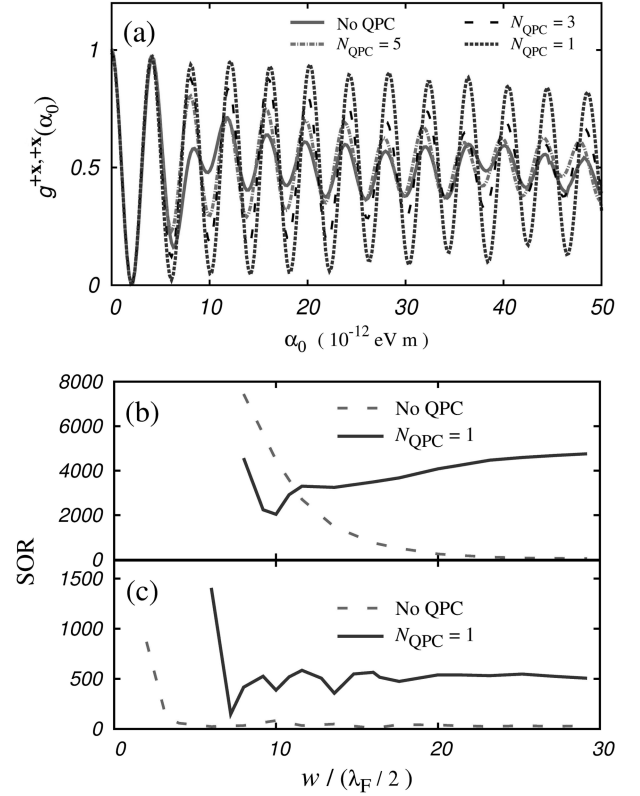 (a)
No QPC
N_QPC = 5
N_QPC = 3
N_QPC = 1
1
0.5
0
g^{+x,+x}(α_0)
0 10 20 30 40 50
α_0 ( 10^{-12} eV m )
(b)
No QPC
N_QPC = 1
8000
6000
4000
2000
0
SOR
(c)
No QPC
N_QPC = 1
1500
1000
500
0
0 10 20 30
w / (λ_F / 2 )